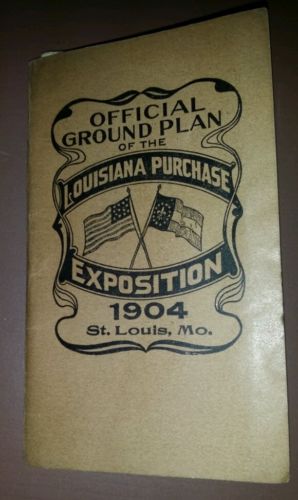 OFFICIAL
GROUND PLAN
OF THE
LOUISIANA PURCHASE
EXPOSITION
1904
St. Louis, Mo.